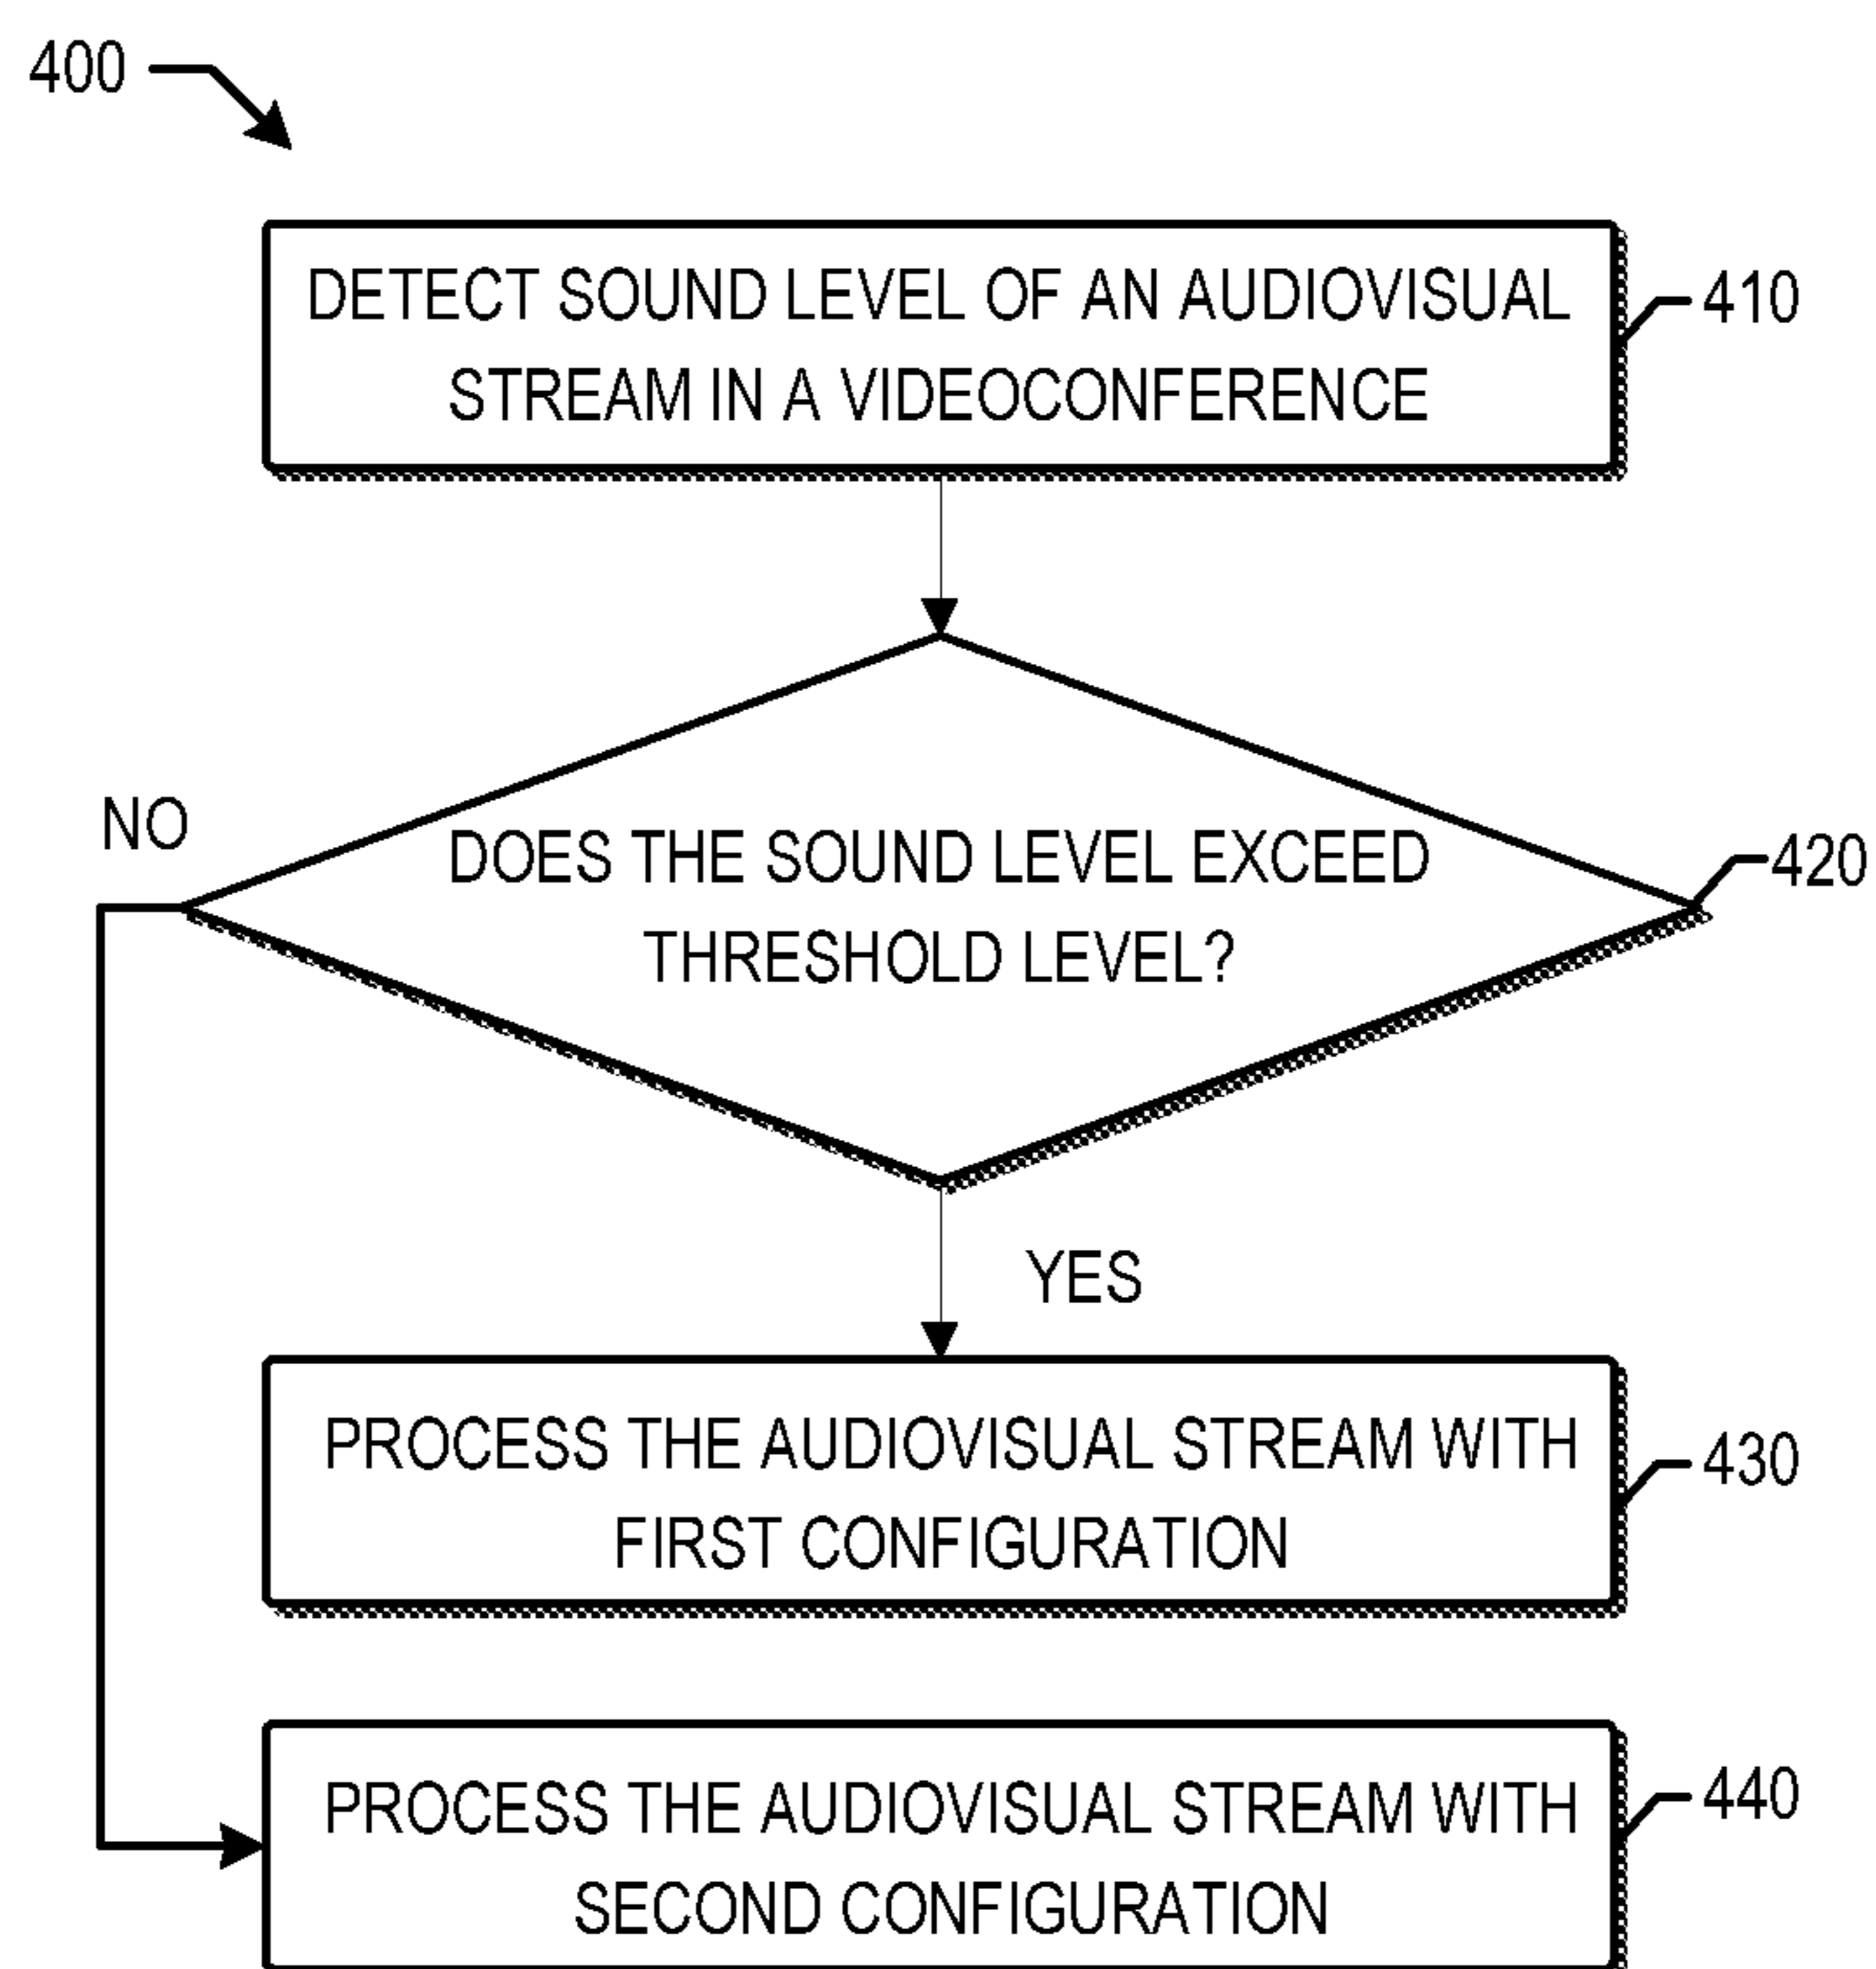 400
DETECT SOUND LEVEL OF AN AUDIOVISUAL
STREAM IN A VIDEOCONFERENCE
410
NO
DOES THE SOUND LEVEL EXCEED
THRESHOLD LEVEL?
420
YES
PROCESS THE AUDIOVISUAL STREAM WITH
FIRST CONFIGURATION
430
PROCESS THE AUDIOVISUAL STREAM WITH
SECOND CONFIGURATION
440